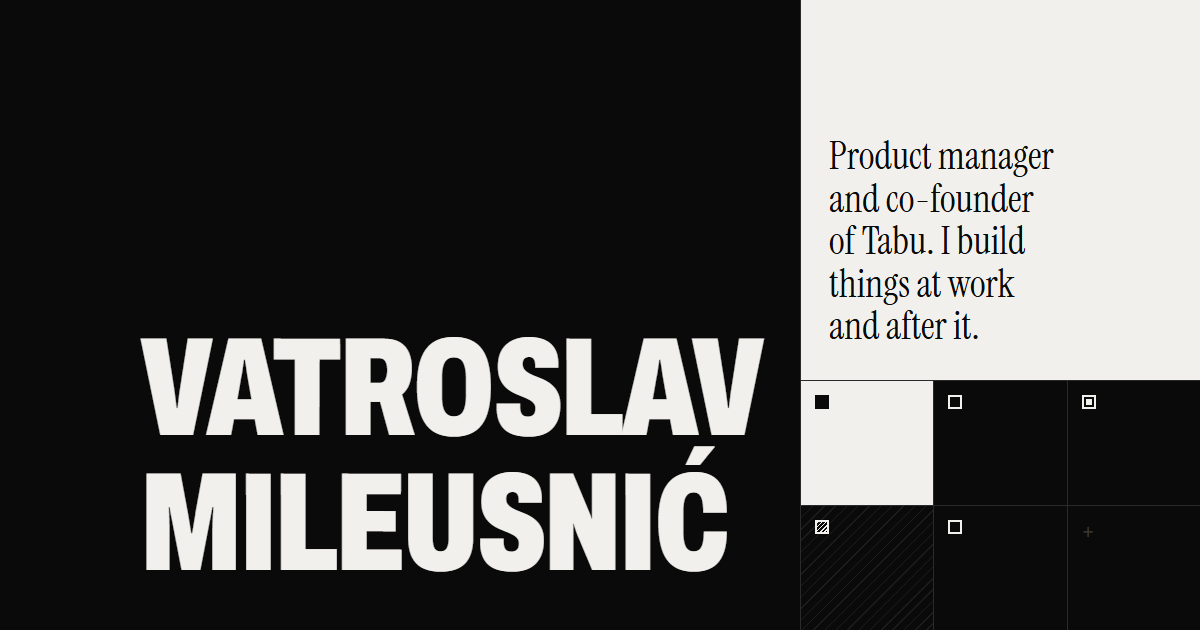 VATROSLAV
MILEUSNIĆ
Product manager
and co-founder
of Tabu. I build
things at work
and after it.
+